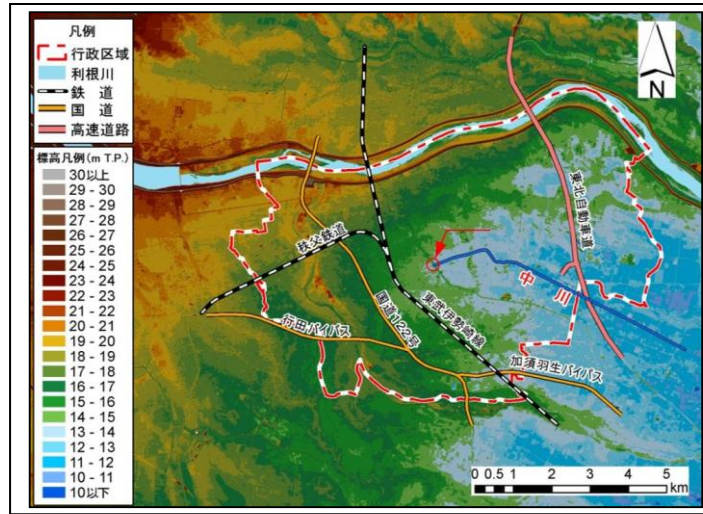 凡例
行政区域
利根川
鉄 道
国 道
高速道路
標高凡例(m T.P.)
30以上
29 - 30
28 - 29
27 - 28
26 - 27
25 - 26
24 - 25
23 - 24
22 - 23
21 - 22
20 - 21
19 - 20
18 - 19
17 - 18
16 - 17
15 - 16
14 - 15
13 - 14
12 - 13
11 - 12
10 - 11
10以下
N
東北自動車道
秩父鉄道
中 川
東武伊勢崎線
国道122号
行田バイパス
加須羽生バイパス
0 0.5 1 2 3 4 5
km